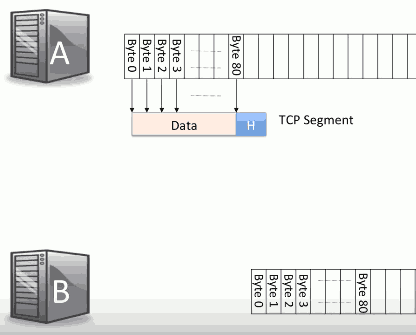 A
Byte 0
Byte 1
Byte 2
Byte 3
Byte 80
Data
H
TCP Segment
B
Byte 0
Byte 1
Byte 2
Byte 3
Byte 80